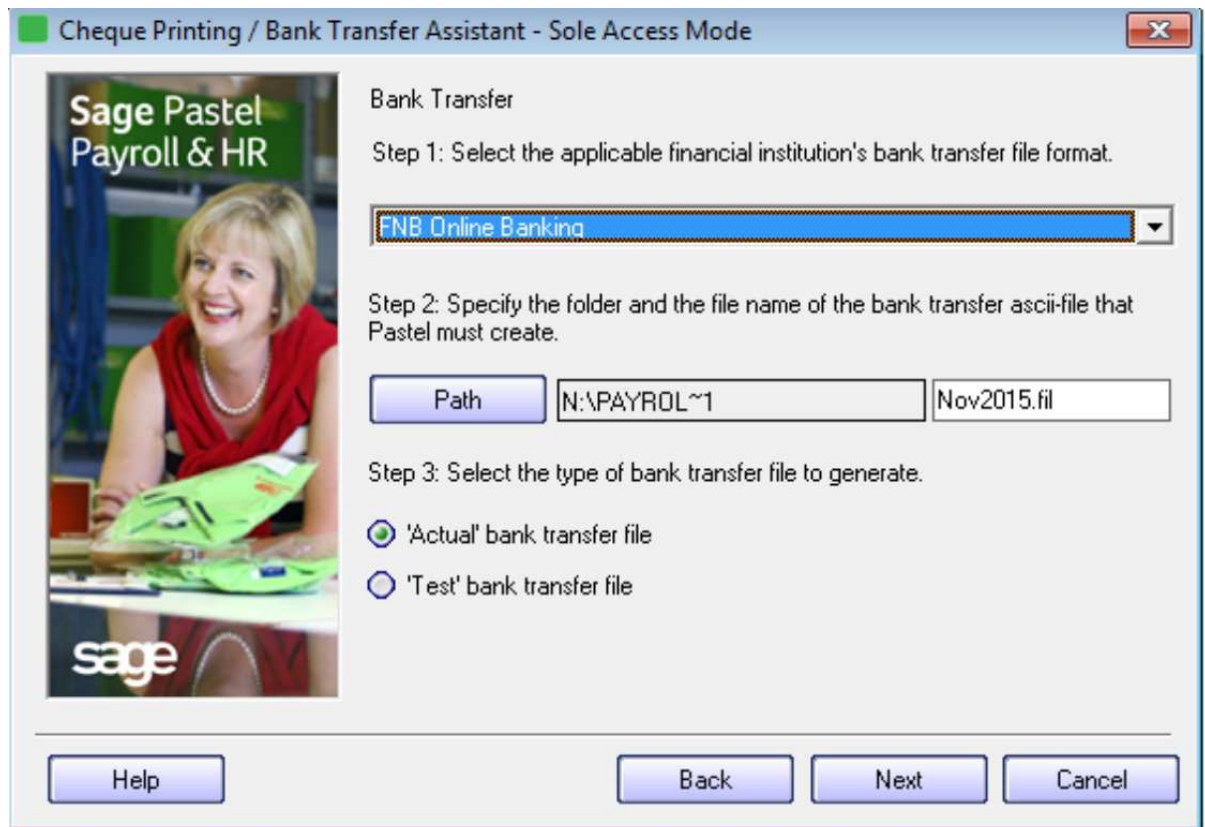 Cheque Printing / Bank Transfer Assistant - Sole Access Mode
Sage Pastel
Payroll & HR
sage
Bank Transfer
Step 1: Select the applicable financial institution's bank transfer file format.
FNB Online Banking
Step 2: Specify the folder and the file name of the bank transfer ascii-file that
Pastel must create.
Path N:\PAYROL~1 Nov2015.fil
Step 3: Select the type of bank transfer file to generate.
'Actual' bank transfer file
'Test' bank transfer file
Help Back Next Cancel